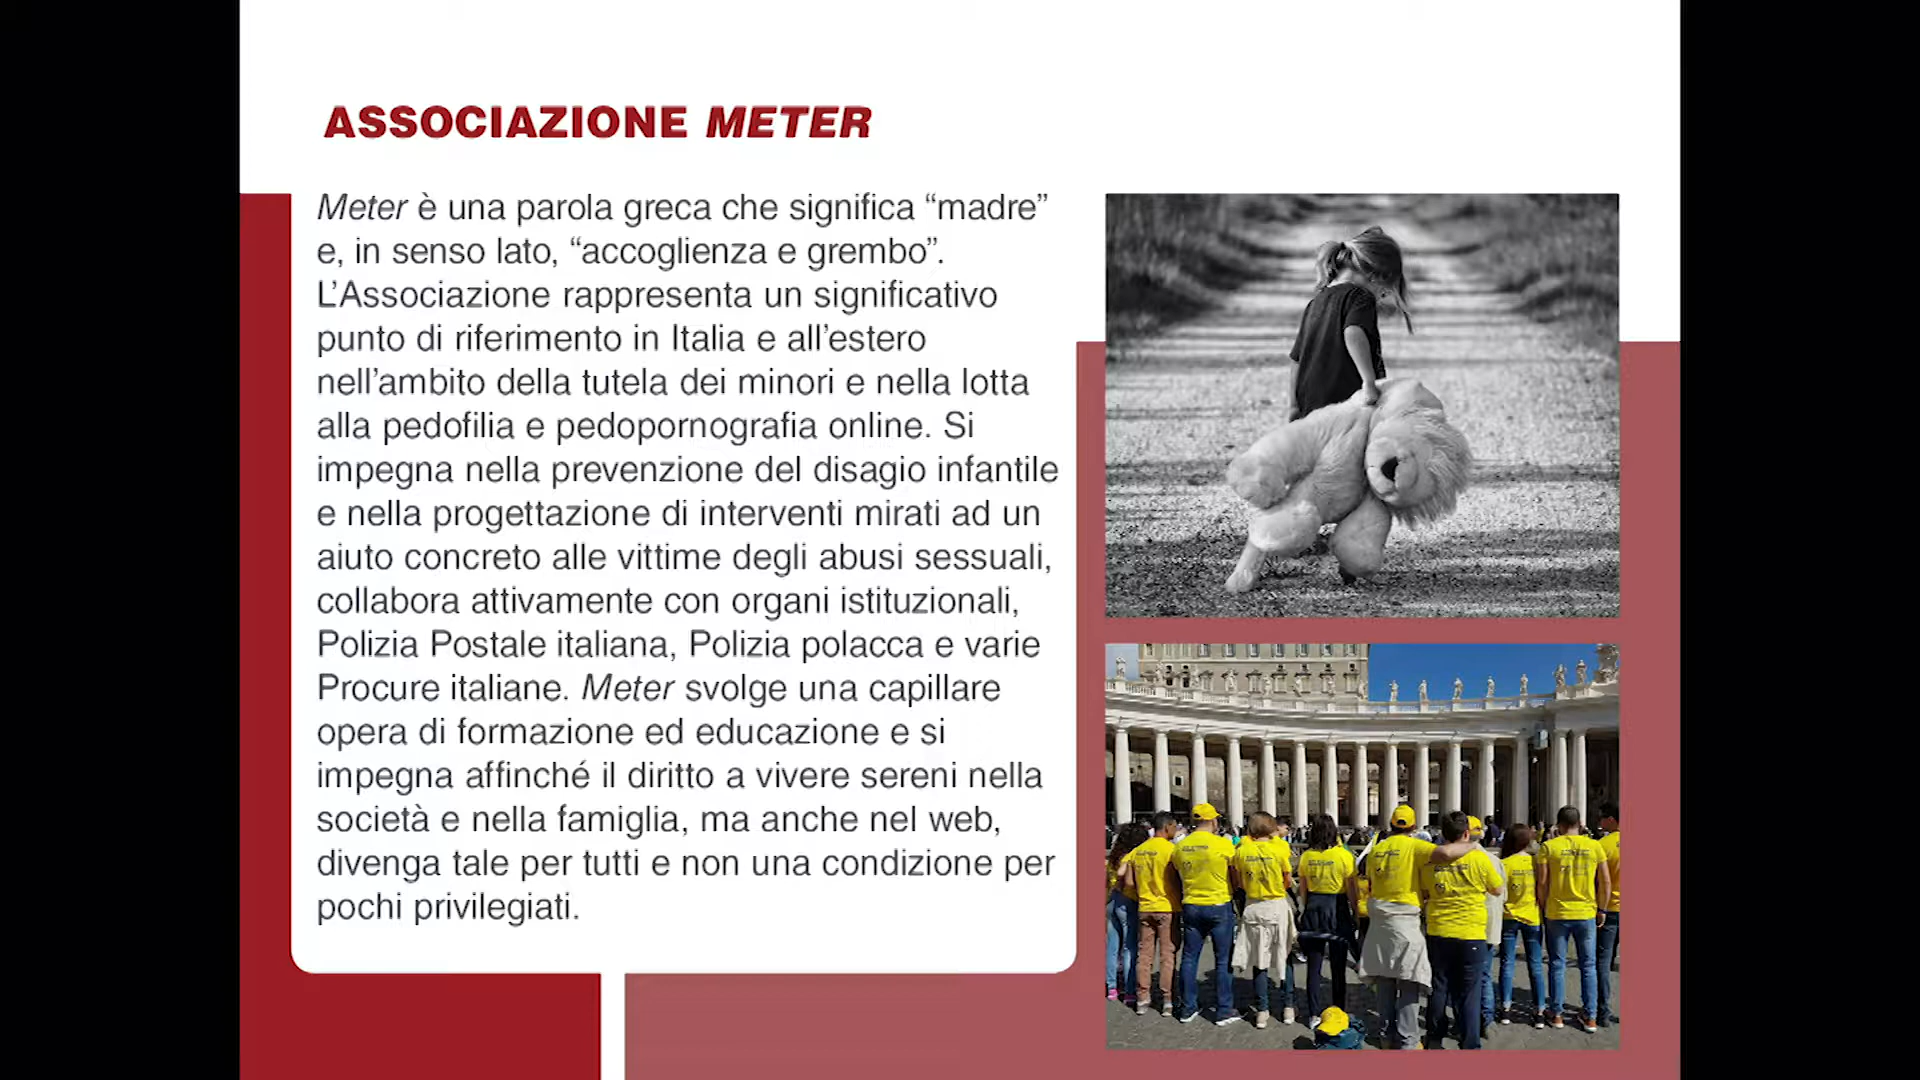 ASSOCIAZIONE METER
Meter è una parola greca che significa “madre”
e, in senso lato, “accoglienza e grembo”.
L’Associazione rappresenta un significativo
punto di riferimento in Italia e all’estero
nell’ambito della tutela dei minori e nella lotta
alla pedofilia e pedopornografia online. Si
impegna nella prevenzione del disagio infantile
e nella progettazione di interventi mirati ad un
aiuto concreto alle vittime degli abusi sessuali,
collabora attivamente con organi istituzionali,
Polizia Postale italiana, Polizia polacca e varie
Procure italiane. Meter svolge una capillare
opera di formazione ed educazione e si
impegna affinché il diritto a vivere sereni nella
società e nella famiglia, ma anche nel web,
divenga tale per tutti e non una condizione per
pochi privilegiati.